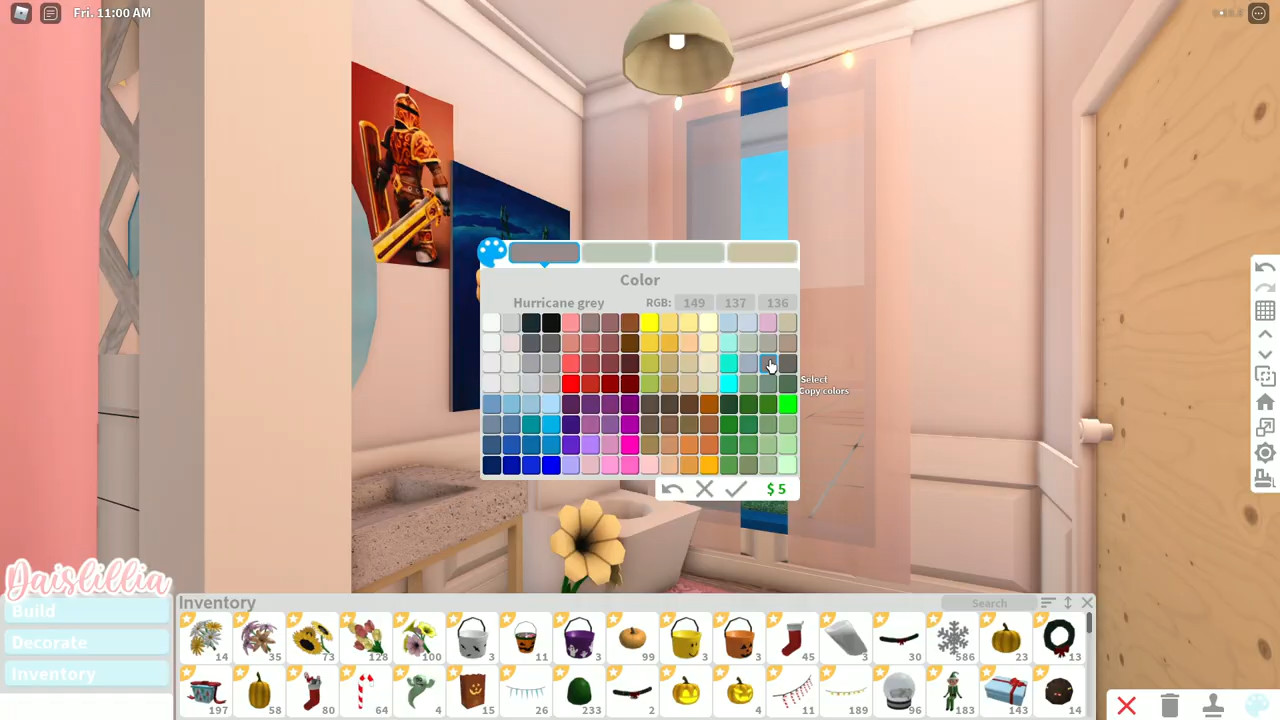 Fri. 11:00 AM
Color
Hurricane grey RGB: 149 137 136
Select
Copy colors
$ 5
Daislillia
Build
Decorate
Inventory
Inventory Search
14 35 73 128 100 3 11 3 99 3 3 45 3 30 586 23 13
197 58 80 64 4 15 26 233 2 4 4 11 189 96 183 143 14